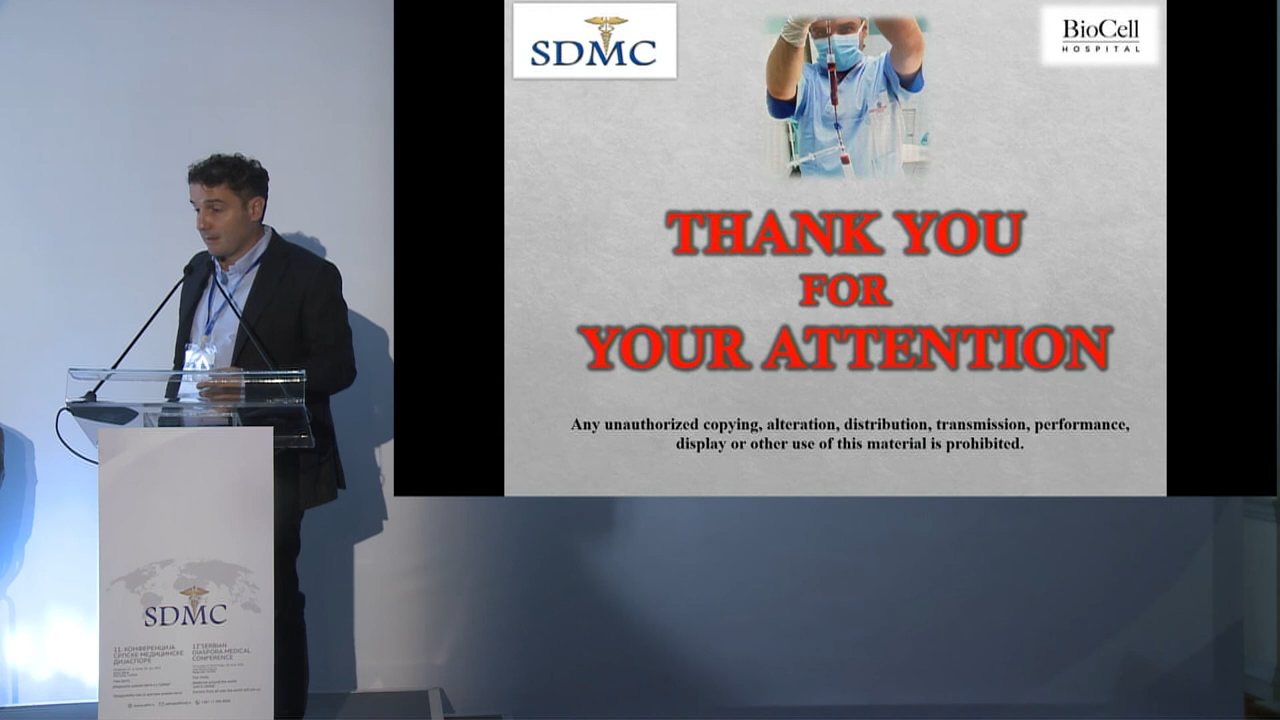 SDMC
BioCell
HOSPITAL
THANK YOU
FOR
YOUR ATTENTION
Any unauthorized copying, alteration, distribution, transmission, performance,
display or other use of this material is prohibited.
SDMC
11. КОНФЕРЕНЦИЈА
СРПСКЕ МЕДИЦИНСКЕ
ДИЈАСПОРЕ
SERBIAN
DIASPORA MEDICAL
CONFERENCE